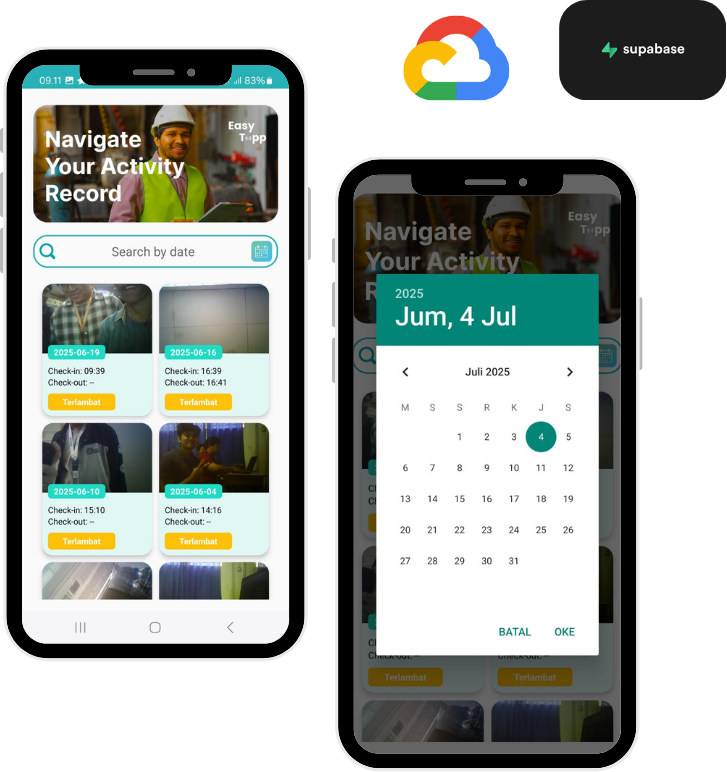 supabase
09.11
83%
Navigate
Your Activity
Record
Easy
T pp
Search by date
2025-06-19
Check-in: 09:39
Check-out: --
Terlambat
2025-06-16
Check-in: 16:39
Check-out: 16:41
Terlambat
2025-06-10
Check-in: 15:10
Check-out: --
Terlambat
2025-06-04
Check-in: 14:16
Check-out: --
Terlambat
Navigate
Your Activity
R
Easy
T pp
2025
Jum, 4 Jul
Juli 2025
M S S R K J S
1 2 3 4 5
6 7 8 9 10 11 12
13 14 15 16 17 18 19
20 21 22 23 24 25 26
27 28 29 30 31
BATAL OKE
Check-out: --
Terlambat
Check-out: --
Terlambat